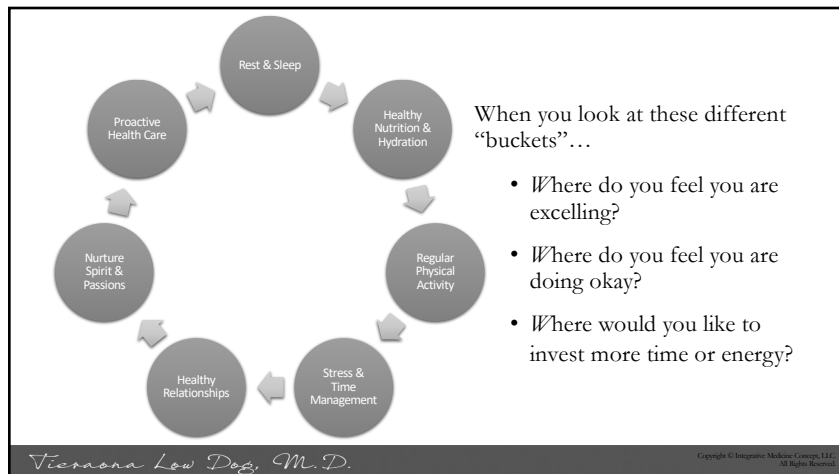 Rest & Sleep
Healthy
Nutrition &
Hydration
Regular
Physical
Activity
Stress &
Time
Management
Healthy
Relationships
Nurture
Spirit &
Passions
Proactive
Health Care
When you look at these different
“buckets”…
• Where do you feel you are
excelling?
• Where do you feel you are
doing okay?
• Where would you like to
invest more time or energy?
Tieraona Low Dog, M.D.
Copyright © Integrative Medicine Concept, LLC
All Rights Reserved.